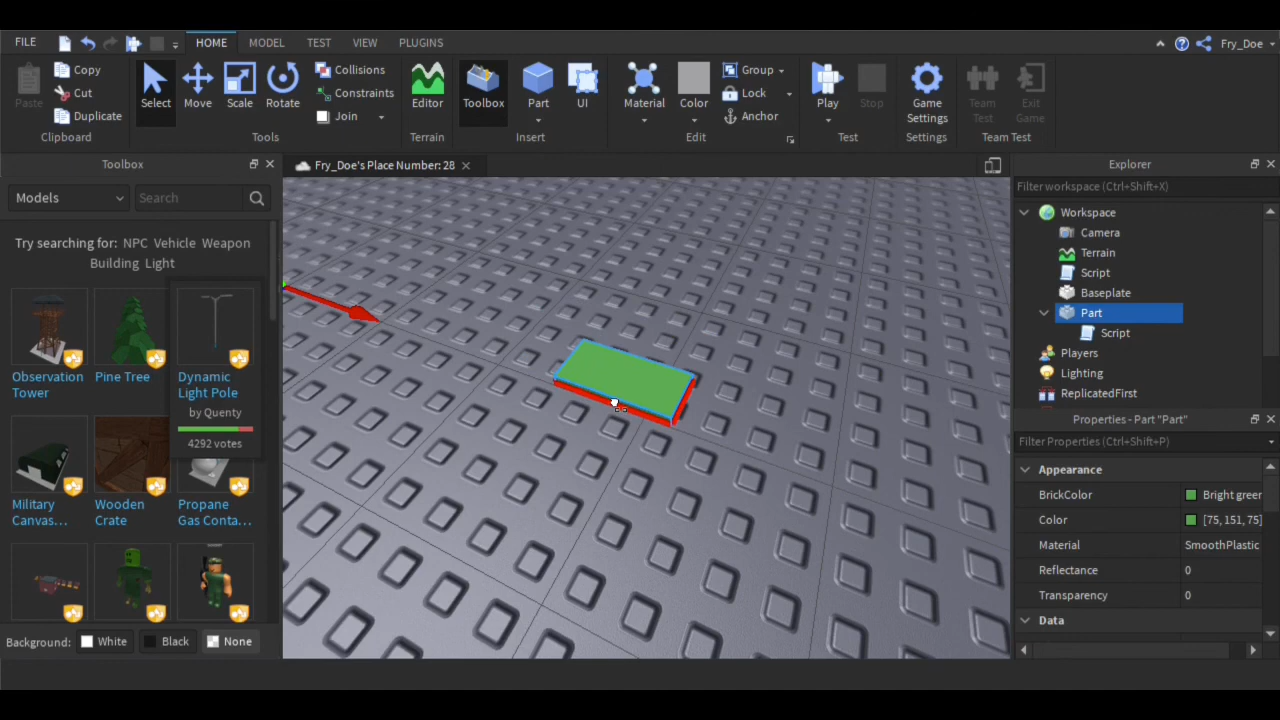 FILE HOME MODEL TEST VIEW PLUGINS Fry_Doe
Paste Copy Cut Duplicate
Select Move Scale Rotate
Collisions Constraints Join
Editor Toolbox Part UI
Material Color Group Lock Anchor
Play Stop Game Settings Team Test Exit Game
Clipboard Tools Terrain Insert Edit Test Settings Team Test
Toolbox
Fry_Doe's Place Number: 28
Explorer
Models Search
Filter workspace (Ctrl+Shift+X)
Try searching for: NPC Vehicle Weapon
Building Light
Observation Tower
Pine Tree
Dynamic Light Pole
by Quenty
4292 votes
Military Canvas...
Wooden Crate
Propane Gas Conta...
Background: White Black None
Workspace
Camera
Terrain
Script
Baseplate
Part
Script
Players
Lighting
ReplicatedFirst
Properties - Part "Part"
Filter Properties (Ctrl+Shift+P)
Appearance
BrickColor Bright green
Color [75, 151, 75]
Material SmoothPlastic
Reflectance 0
Transparency 0
Data